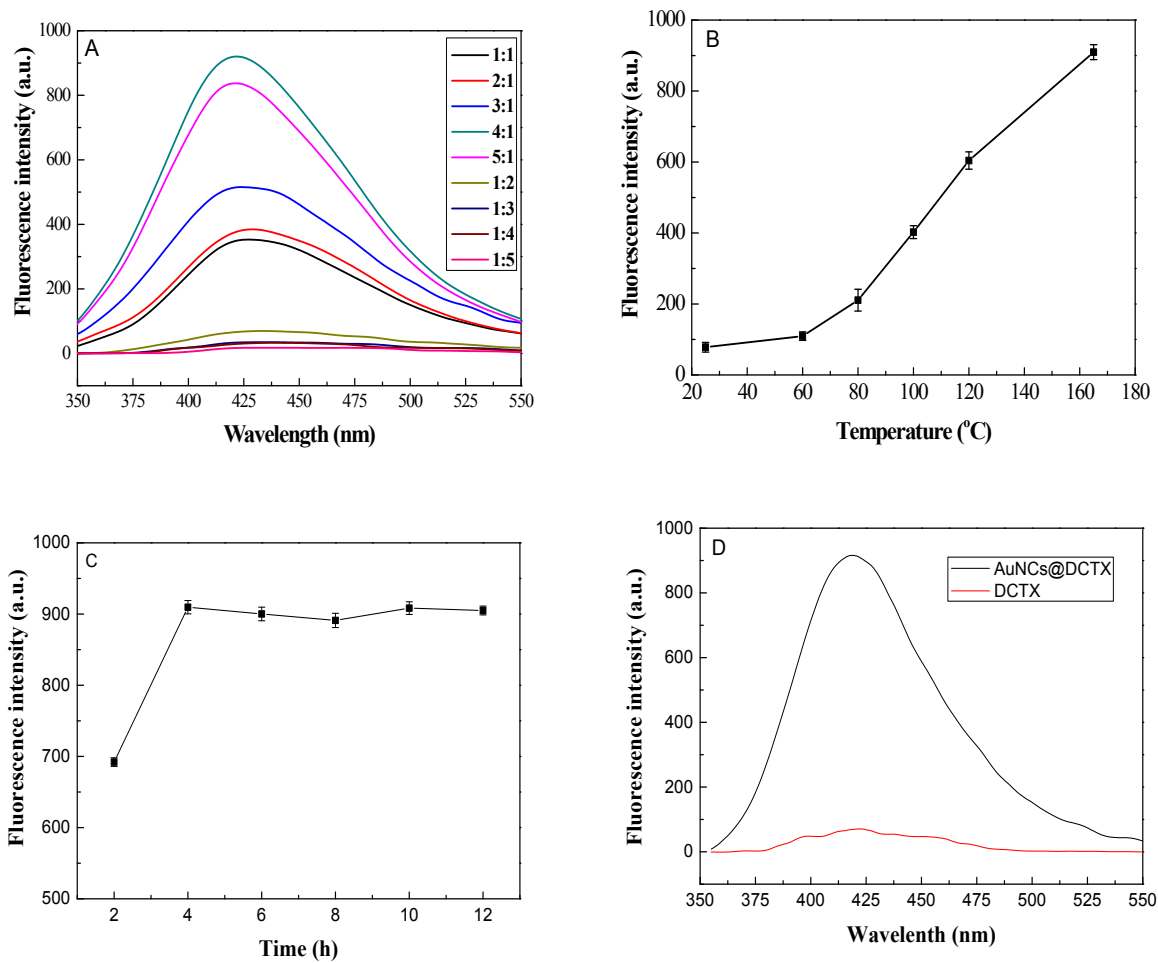 A
Fluorescence intensity (a.u.)
1000
800
600
400
200
0
350 375 400 425 450 475 500 525 550
Wavelength (nm)
1:1
2:1
3:1
4:1
5:1
1:2
1:3
1:4
1:5
B
Fluorescence intensity (a.u.)
1000
800
600
400
200
0
20 40 60 80 100 120 140 160 180
Temperature (°C)
C
Fluorescence intensity (a.u.)
1000
900
800
700
600
500
2 4 6 8 10 12
Time (h)
D
Fluorescence intensity (a.u.)
1000
800
600
400
200
0
350 375 400 425 450 475 500 525 550
Wavelenth (nm)
AuNCs@DCTX
DCTX